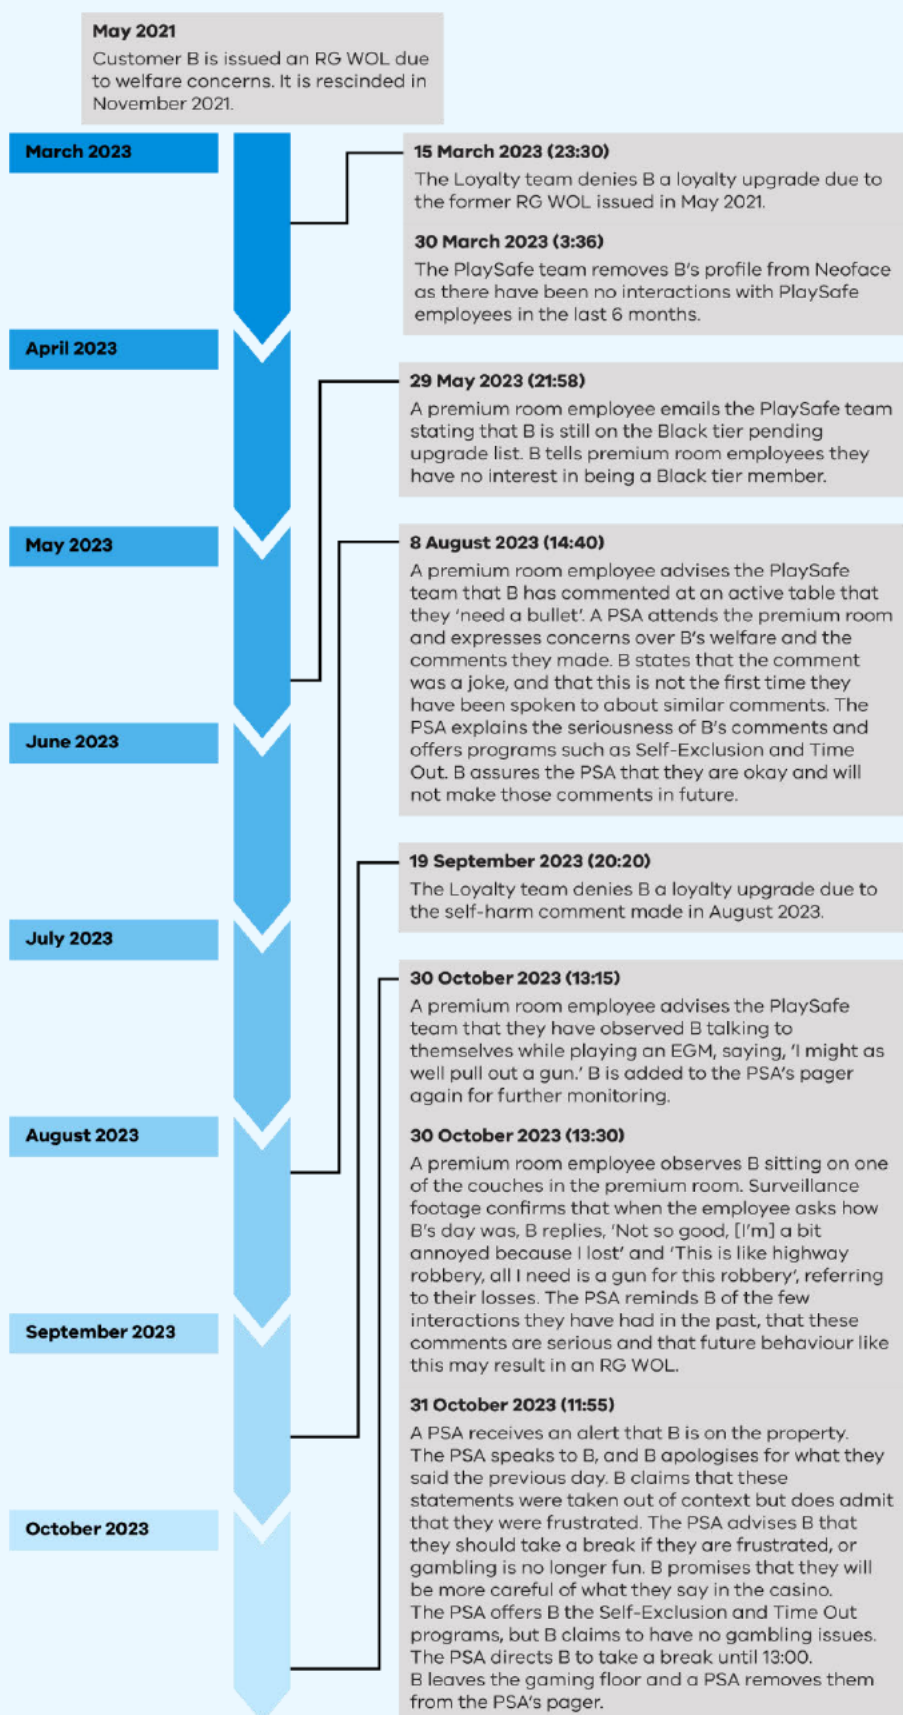 May 2021
Customer B is issued an RG WOL due
to welfare concerns. It is rescinded in
November 2021.
March 2023
15 March 2023 (23:30)
The Loyalty team denies B a loyalty upgrade due to
the former RG WOL issued in May 2021.
30 March 2023 (3:36)
The PlaySafe team removes B's profile from Neoface
as there have been no interactions with PlaySafe
employees in the last 6 months.
April 2023
29 May 2023 (21:58)
A premium room employee emails the PlaySafe team
stating that B is still on the Black tier pending
upgrade list. B tells premium room employees they
have no interest in being a Black tier member.
May 2023
8 August 2023 (14:40)
A premium room employee advises the PlaySafe
team that B has commented at an active table that
they 'need a bullet'. A PSA attends the premium room
and expresses concerns over B's welfare and the
comments they made. B states that the comment
was a joke, and that this is not the first time they
have been spoken to about similar comments. The
PSA explains the seriousness of B's comments and
offers programs such as Self-Exclusion and Time
Out. B assures the PSA that they are okay and will
not make those comments in future.
June 2023
19 September 2023 (20:20)
The Loyalty team denies B a loyalty upgrade due to
the self-harm comment made in August 2023.
July 2023
30 October 2023 (13:15)
A premium room employee advises the PlaySafe
team that they have observed B talking to
themselves while playing an EGM, saying, 'I might as
well pull out a gun.' B is added to the PSA's pager
again for further monitoring.
August 2023
30 October 2023 (13:30)
A premium room employee observes B sitting on one
of the couches in the premium room. Surveillance
footage confirms that when the employee asks how
B's day was, B replies, 'Not so good, [I'm] a bit
annoyed because I lost' and 'This is like highway
robbery, all I need is a gun for this robbery', referring
to their losses. The PSA reminds B of the few
interactions they have had in the past, that these
comments are serious and that future behaviour like
this may result in an RG WOL.
September 2023
31 October 2023 (11:55)
A PSA receives an alert that B is on the property.
The PSA speaks to B, and B apologises for what they
said the previous day. B claims that these
statements were taken out of context but does admit
that they were frustrated. The PSA advises B that
they should take a break if they are frustrated, or
gambling is no longer fun. B promises that they will
be more careful of what they say in the casino.
The PSA offers B the Self-Exclusion and Time Out
programs, but B claims to have no gambling issues.
The PSA directs B to take a break until 13:00.
B leaves the gaming floor and a PSA removes them
from the PSA's pager.
October 2023